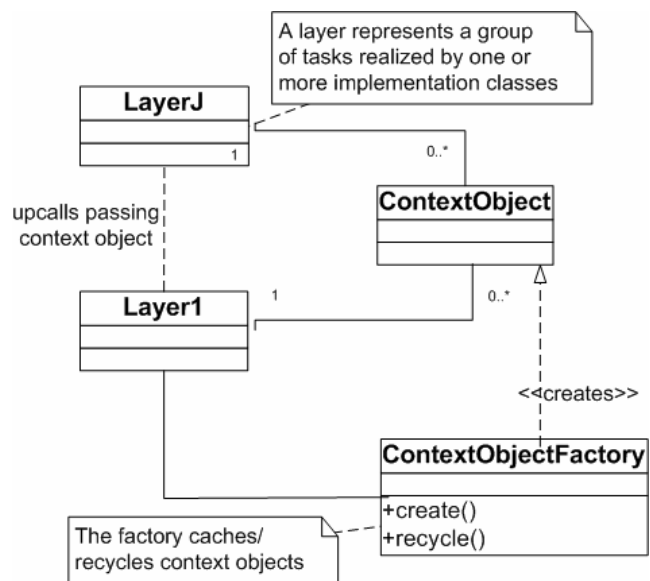 A layer represents a group
of tasks realized by one or
more implementation classes
LayerJ
1
0..*
ContextObject
upcalls passing
context object
Layer1
1
0..*
<<creates>>
ContextObjectFactory
+create()
+recycle()
The factory caches/
recycles context objects